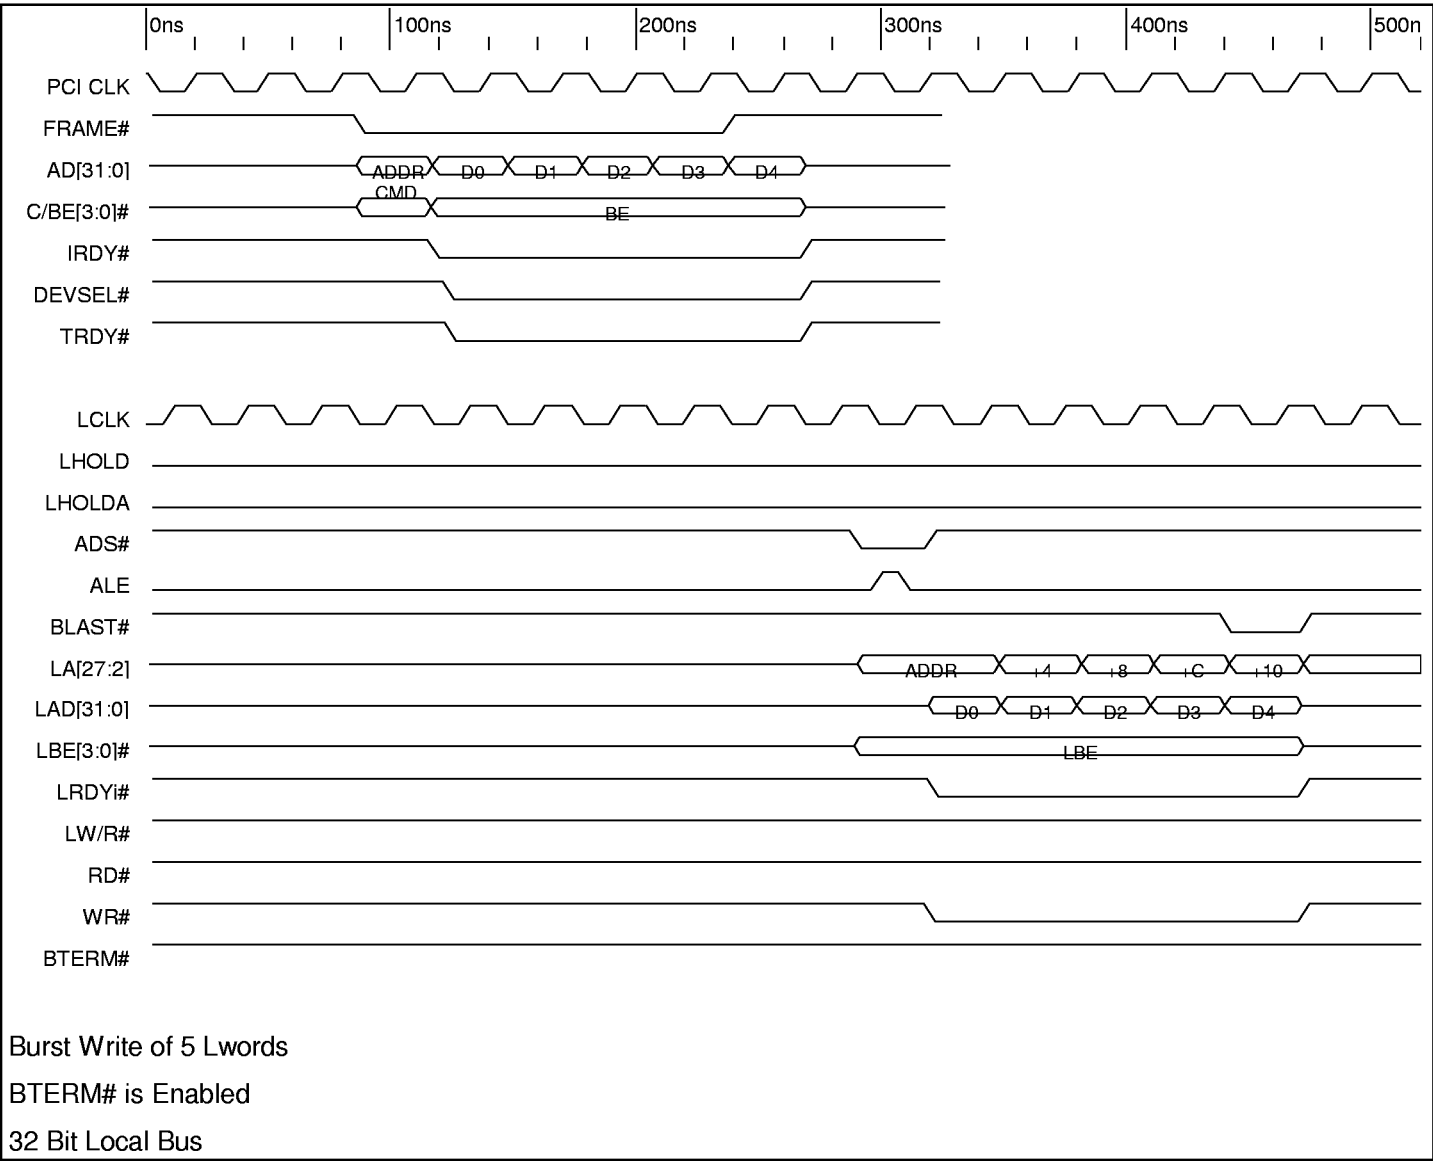 0ns 100ns 200ns 300ns 400ns 500n
PCI CLK
FRAME#
AD[31:0] ADDR D0 D1 D2 D3 D4
CMD
C/BE[3:0]# BE
IRDY#
DEVSEL#
TRDY#
LCLK
LHOLD
LHOLDA
ADS#
ALE
BLAST#
LA[27:2] ADDR +4 +8 +C +10
LAD[31:0] D0 D1 D2 D3 D4
LBE[3:0]# LBE
LRDYi#
LW/R#
RD#
WR#
BTERM#
Burst Write of 5 Lwords
BTERM# is Enabled
32 Bit Local Bus